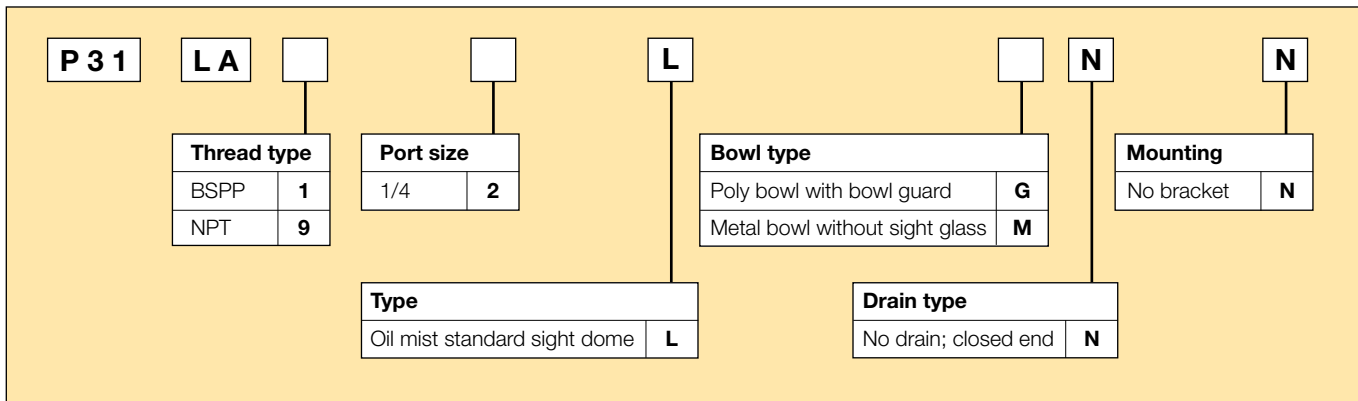 P 3 1 L A L N N
Thread type
BSPP 1
NPT 9
Port size
1/4 2
Bowl type
Poly bowl with bowl guard G
Metal bowl without sight glass M
Mounting
No bracket N
Type
Oil mist standard sight dome L
Drain type
No drain; closed end N